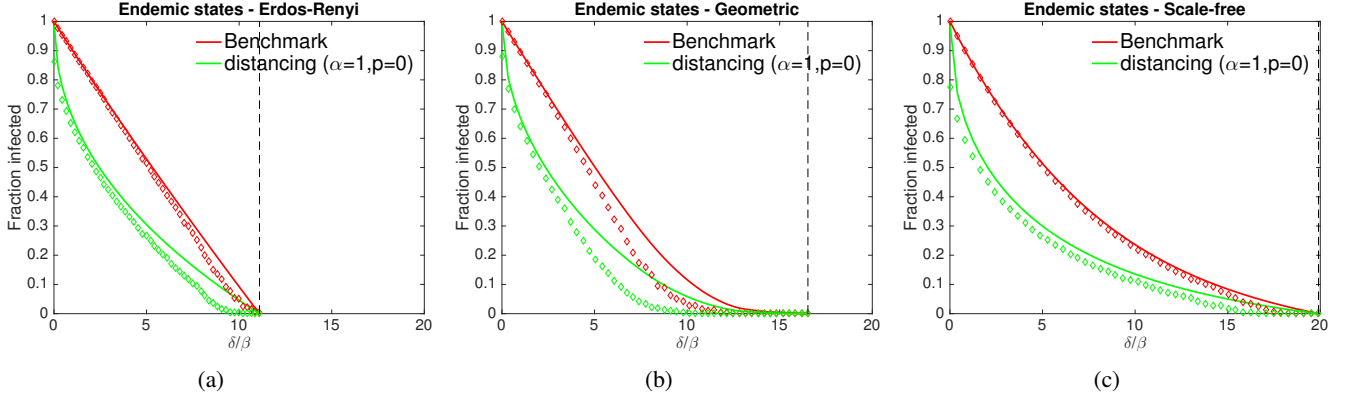 Endemic states - Erdos-Renyi
1
0.9
0.8
0.7
0.6
0.5
0.4
0.3
0.2
0.1
0
Fraction infected
Benchmark
distancing (α=1,p=0)
0 5 10 15 20
δ/β
(a)
Endemic states - Geometric
1
0.9
0.8
0.7
0.6
0.5
0.4
0.3
0.2
0.1
0
Fraction infected
Benchmark
distancing (α=1,p=0)
0 5 10 15 20
δ/β
(b)
Endemic states - Scale-free
1
0.9
0.8
0.7
0.6
0.5
0.4
0.3
0.2
0.1
0
Fraction infected
Benchmark
distancing (α=1,p=0)
0 5 10 15 20
δ/β
(c)